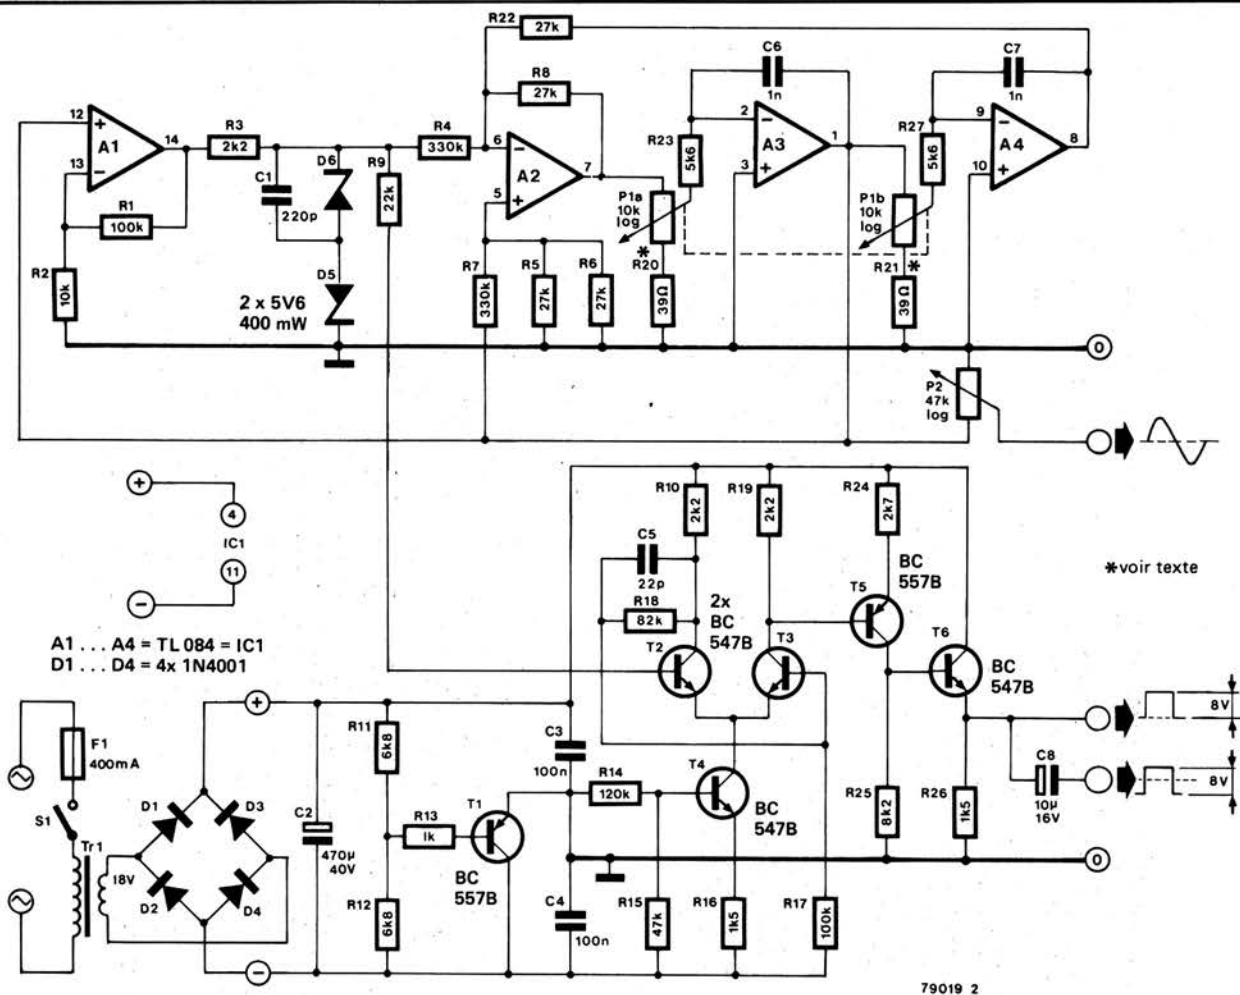 R22
27k
R8
27k
C6
1n
C7
1n
12
+
A1
14
13
−
R3
2k2
D6
R9
22k
R4
330k
6
−
A2
7
5
+
R23
5k6
2
−
A3
1
3
+
R27
5k6
9
−
A4
8
10
+
C1
220p
R1
100k
R2
10k
D5
2 x 5V6
400 mW
P1a
10k
log
P1b
10k
log
R7
330k
R5
27k
R6
27k
*
R20
39Ω
R21
*
39Ω
0
P2
47k
log
+
4
IC1
11
−
A1 ... A4 = TL 084 = IC1
D1 ... D4 = 4x 1N4001
R10
2k2
R19
2k2
R24
2k7
C5
22p
R18
82k
2x
BC
547B
T2
T3
BC
557B
T5
T6
BC
547B
*voir texte
+
F1
400mA
S1
Tr1
18V
D1
D3
D2
D4
C2
470µ
40V
R11
6k8
R13
1k
T1
BC
557B
R12
6k8
C3
100n
R14
120k
T4
BC
547B
C4
100n
R15
47k
R16
1k5
R17
100k
R25
8k2
R26
1k5
C8
10µ
16V
8V
8V
0
−
79019 2